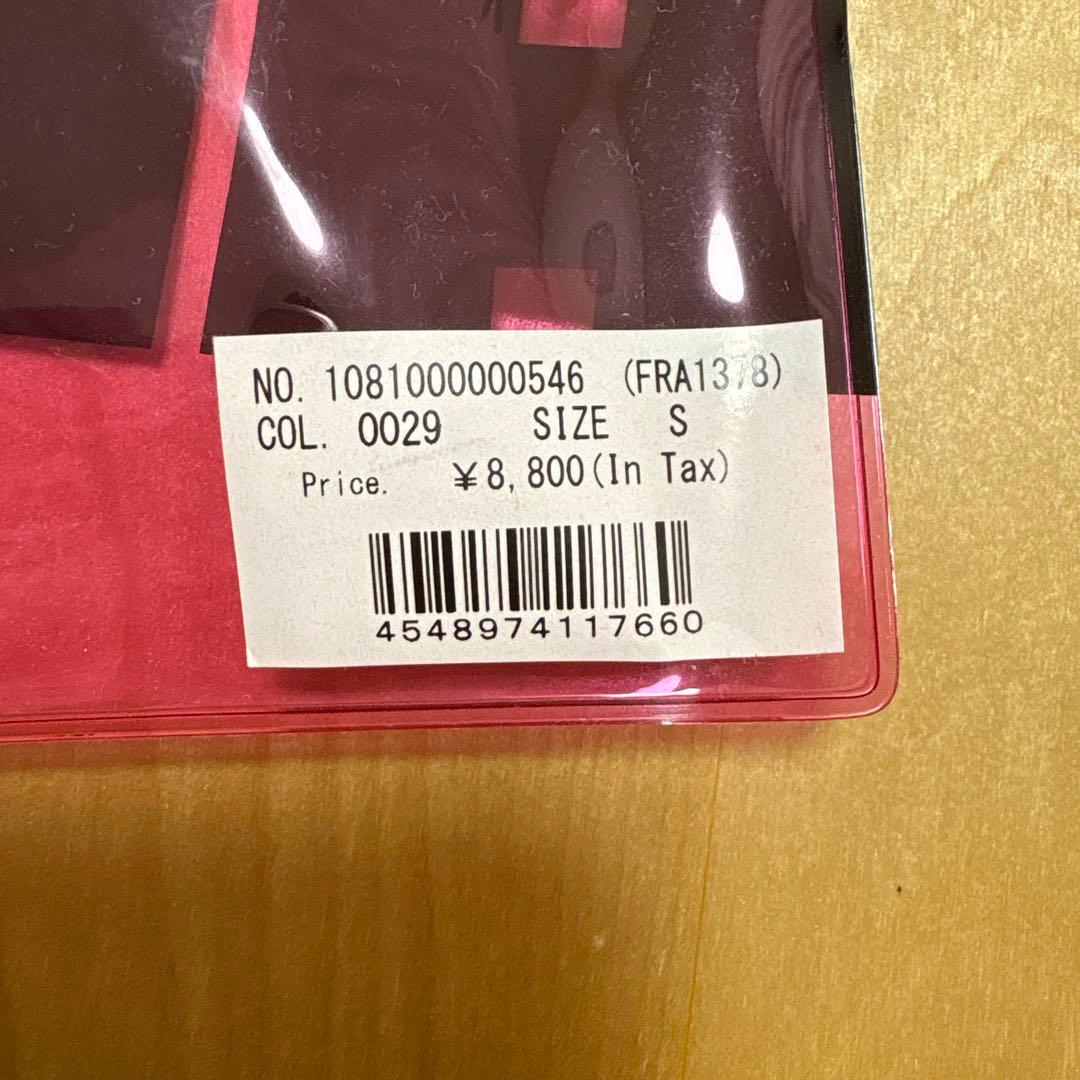 NO. 1081000000546 (FRA1378)
COL. 0029 SIZE S
Price. ¥8,800(In Tax)
4548974117660